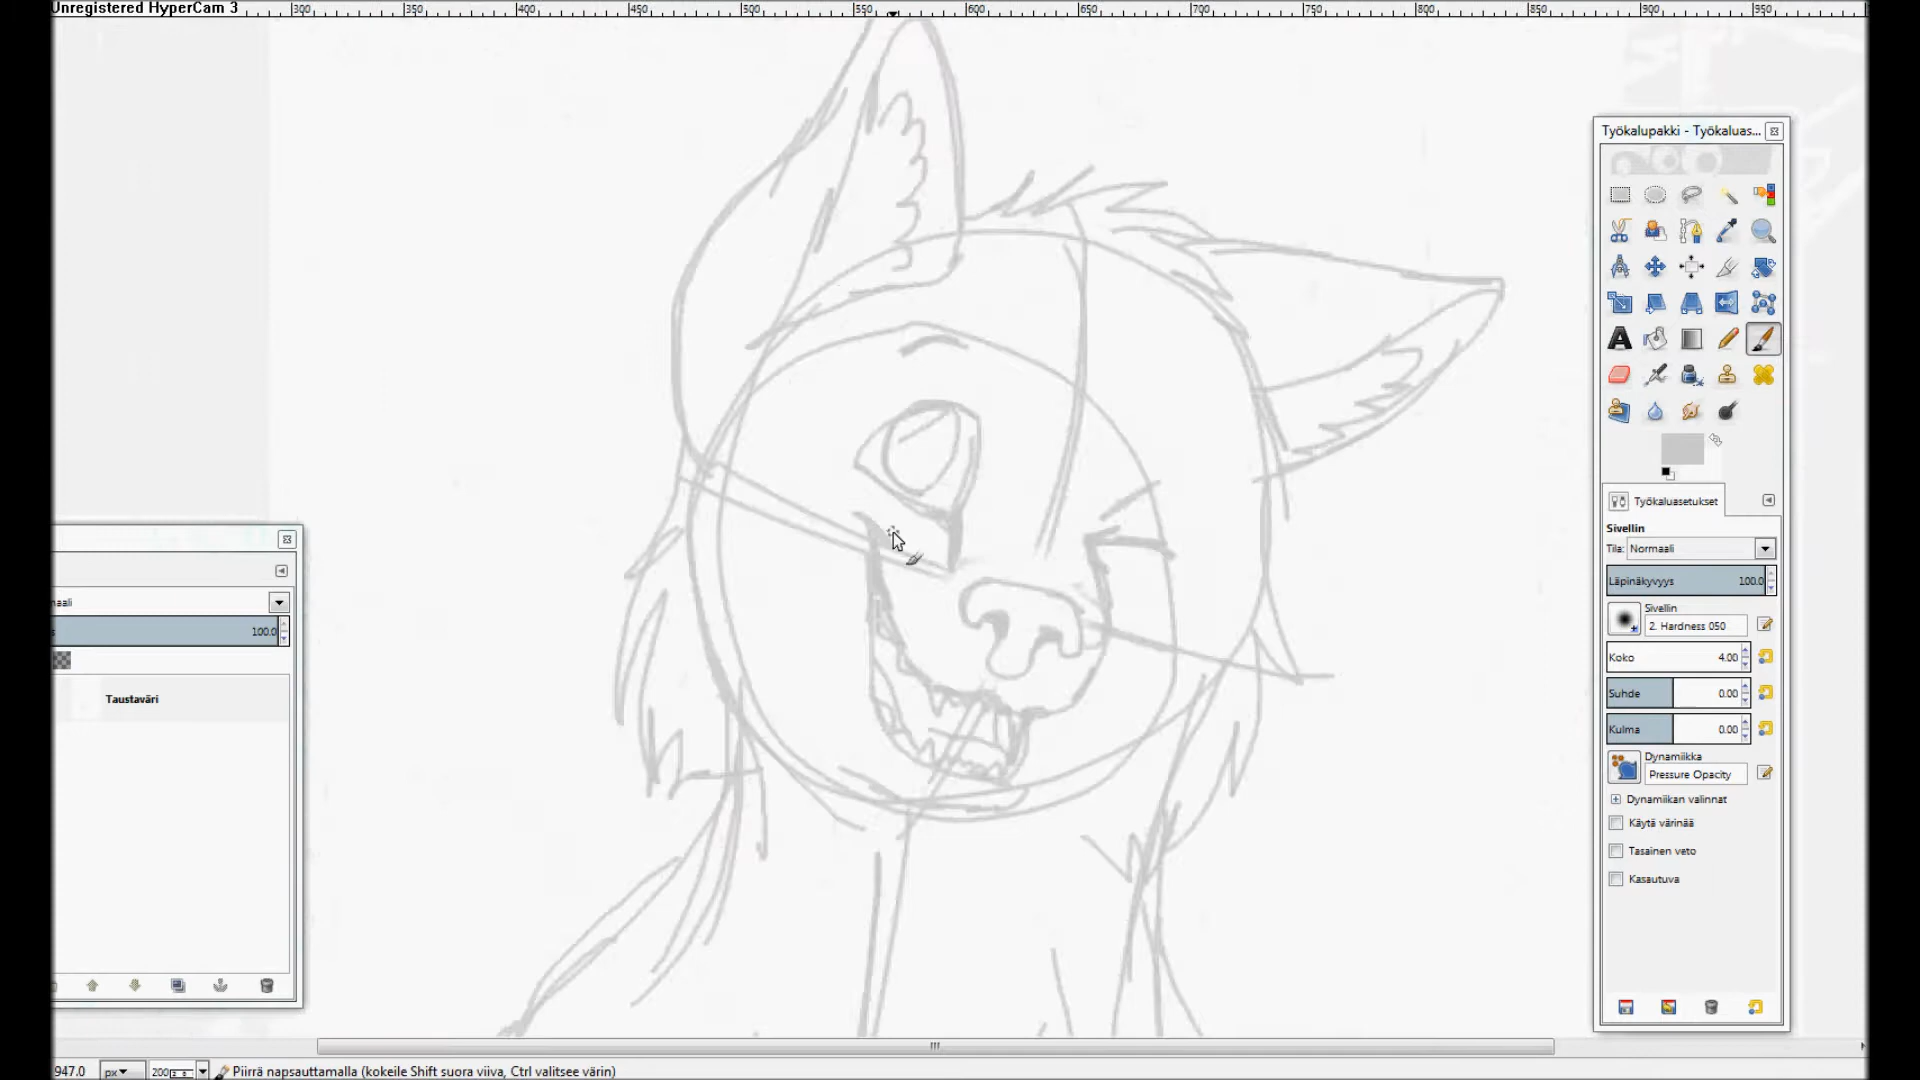 Unregistered HyperCam 3
300 350 400 450 500 550 600 650 700 750 800 850 900 950
Työkalupakki - Työkaluas...
Työkaluasetukset
Sivellin
Tila: Normaali
Läpinäkyvyys 100.0
Sivellin
2. Hardness 050
Koko 4.00
Suhde 0.00
Kulma 0.00
Dynamiikka
Pressure Opacity
Dynamiikan valinnat
Käytä värinää
Tasainen veto
Kasautuva
100.0
Taustaväri
947.0 px 200 Piirrä napsauttamalla (kokeile Shift suora viiva, Ctrl valitsee värin)